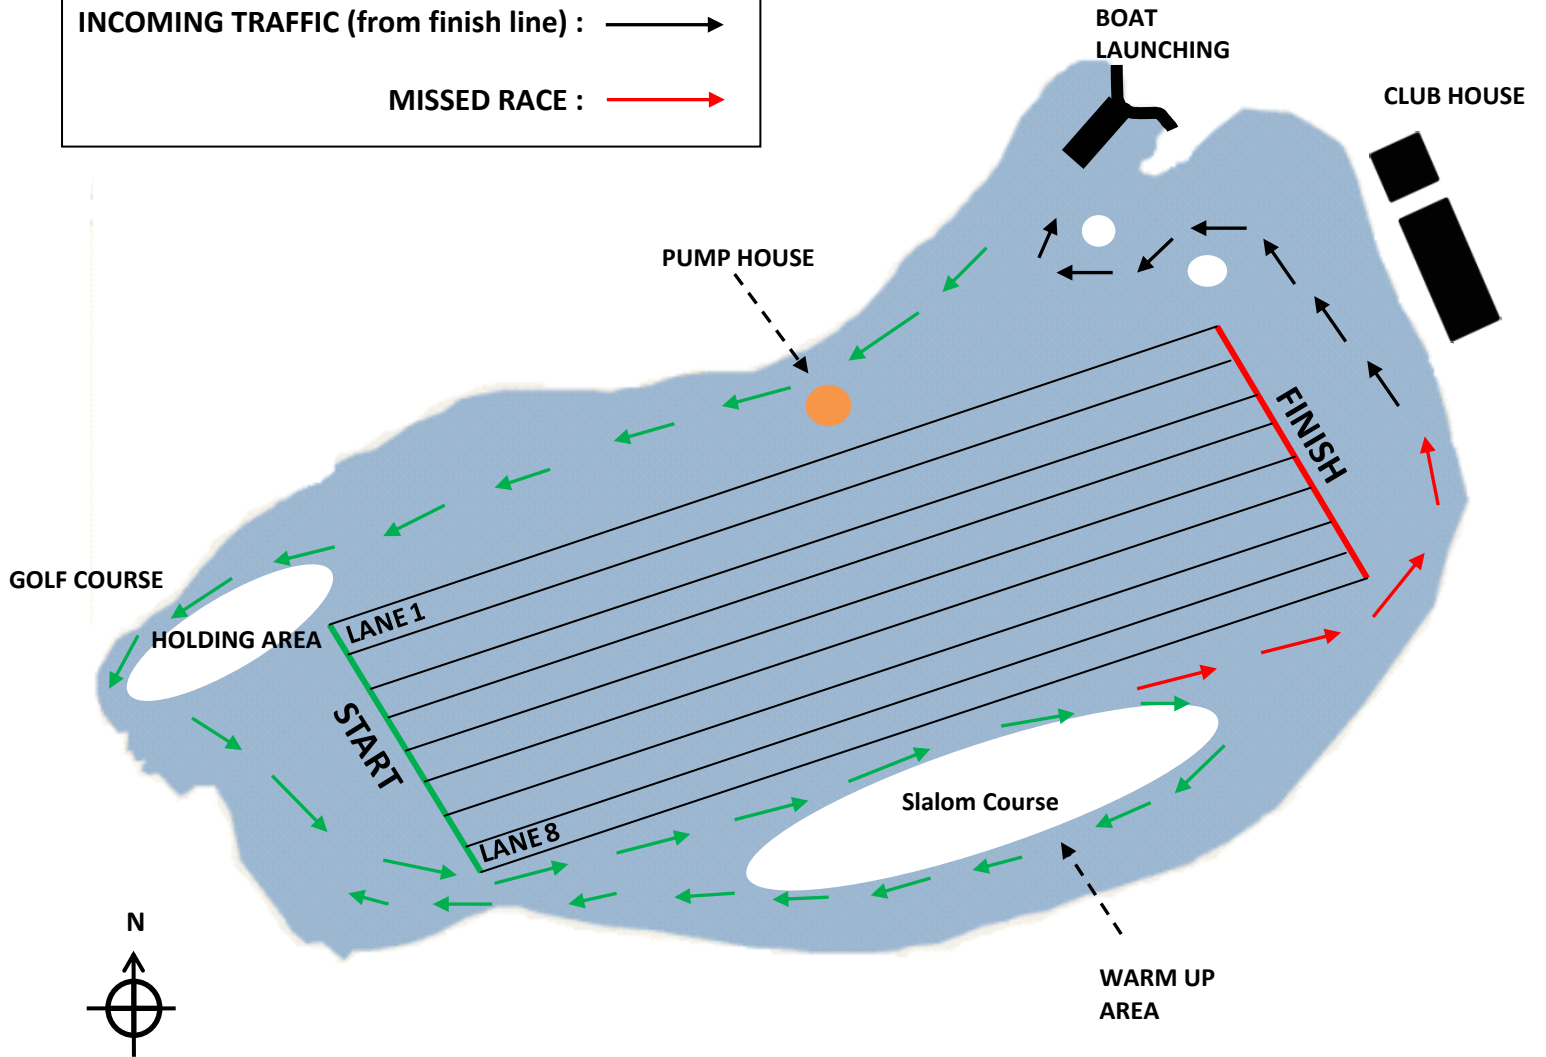 INCOMING TRAFFIC (from finish line) :
MISSED RACE :
BOAT
LAUNCHING
CLUB HOUSE
PUMP HOUSE
FINISH
GOLF COURSE
HOLDING AREA
LANE 1
START
LANE 8
Slalom Course
WARM UP
AREA
N